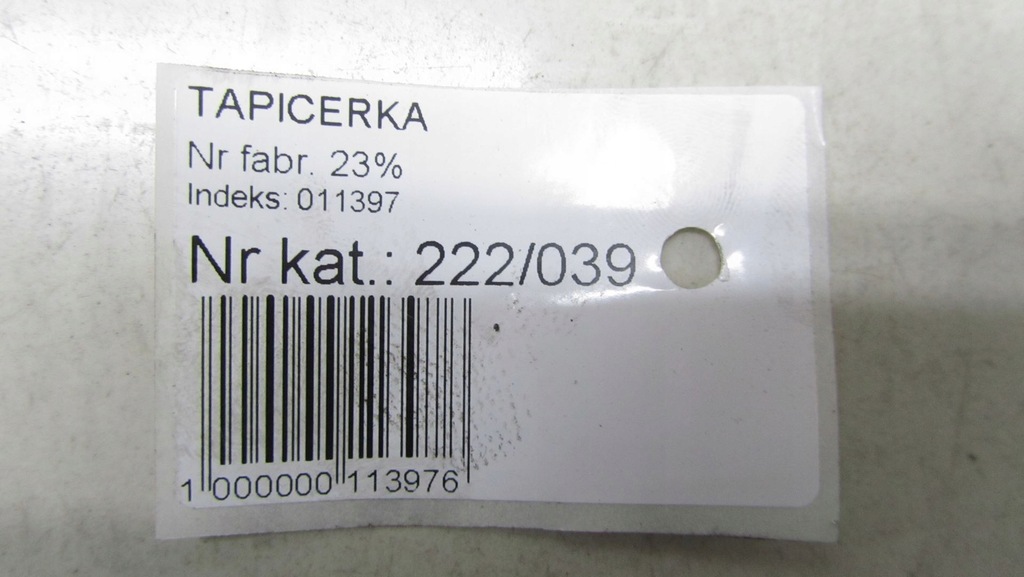 TAPICERKA
Nr fabr. 23%
Indeks: 011397
Nr kat.: 222/039
1 000000 113976